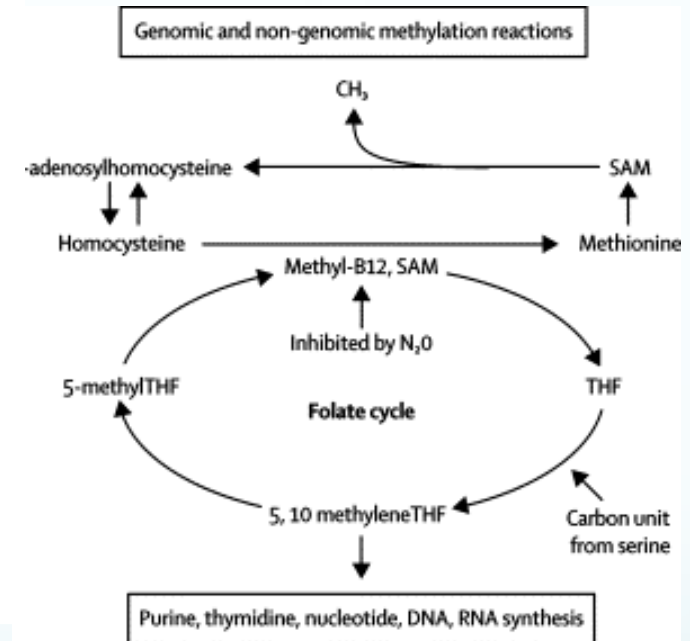 Genomic and non-genomic methylation reactions
CH₃
-adenosylhomocysteine
SAM
Homocysteine
Methionine
Methyl-B12, SAM
Inhibited by N₂0
5-methylTHF
THF
Folate cycle
5, 10 methyleneTHF
Carbon unit
from serine
Purine, thymidine, nucleotide, DNA, RNA synthesis